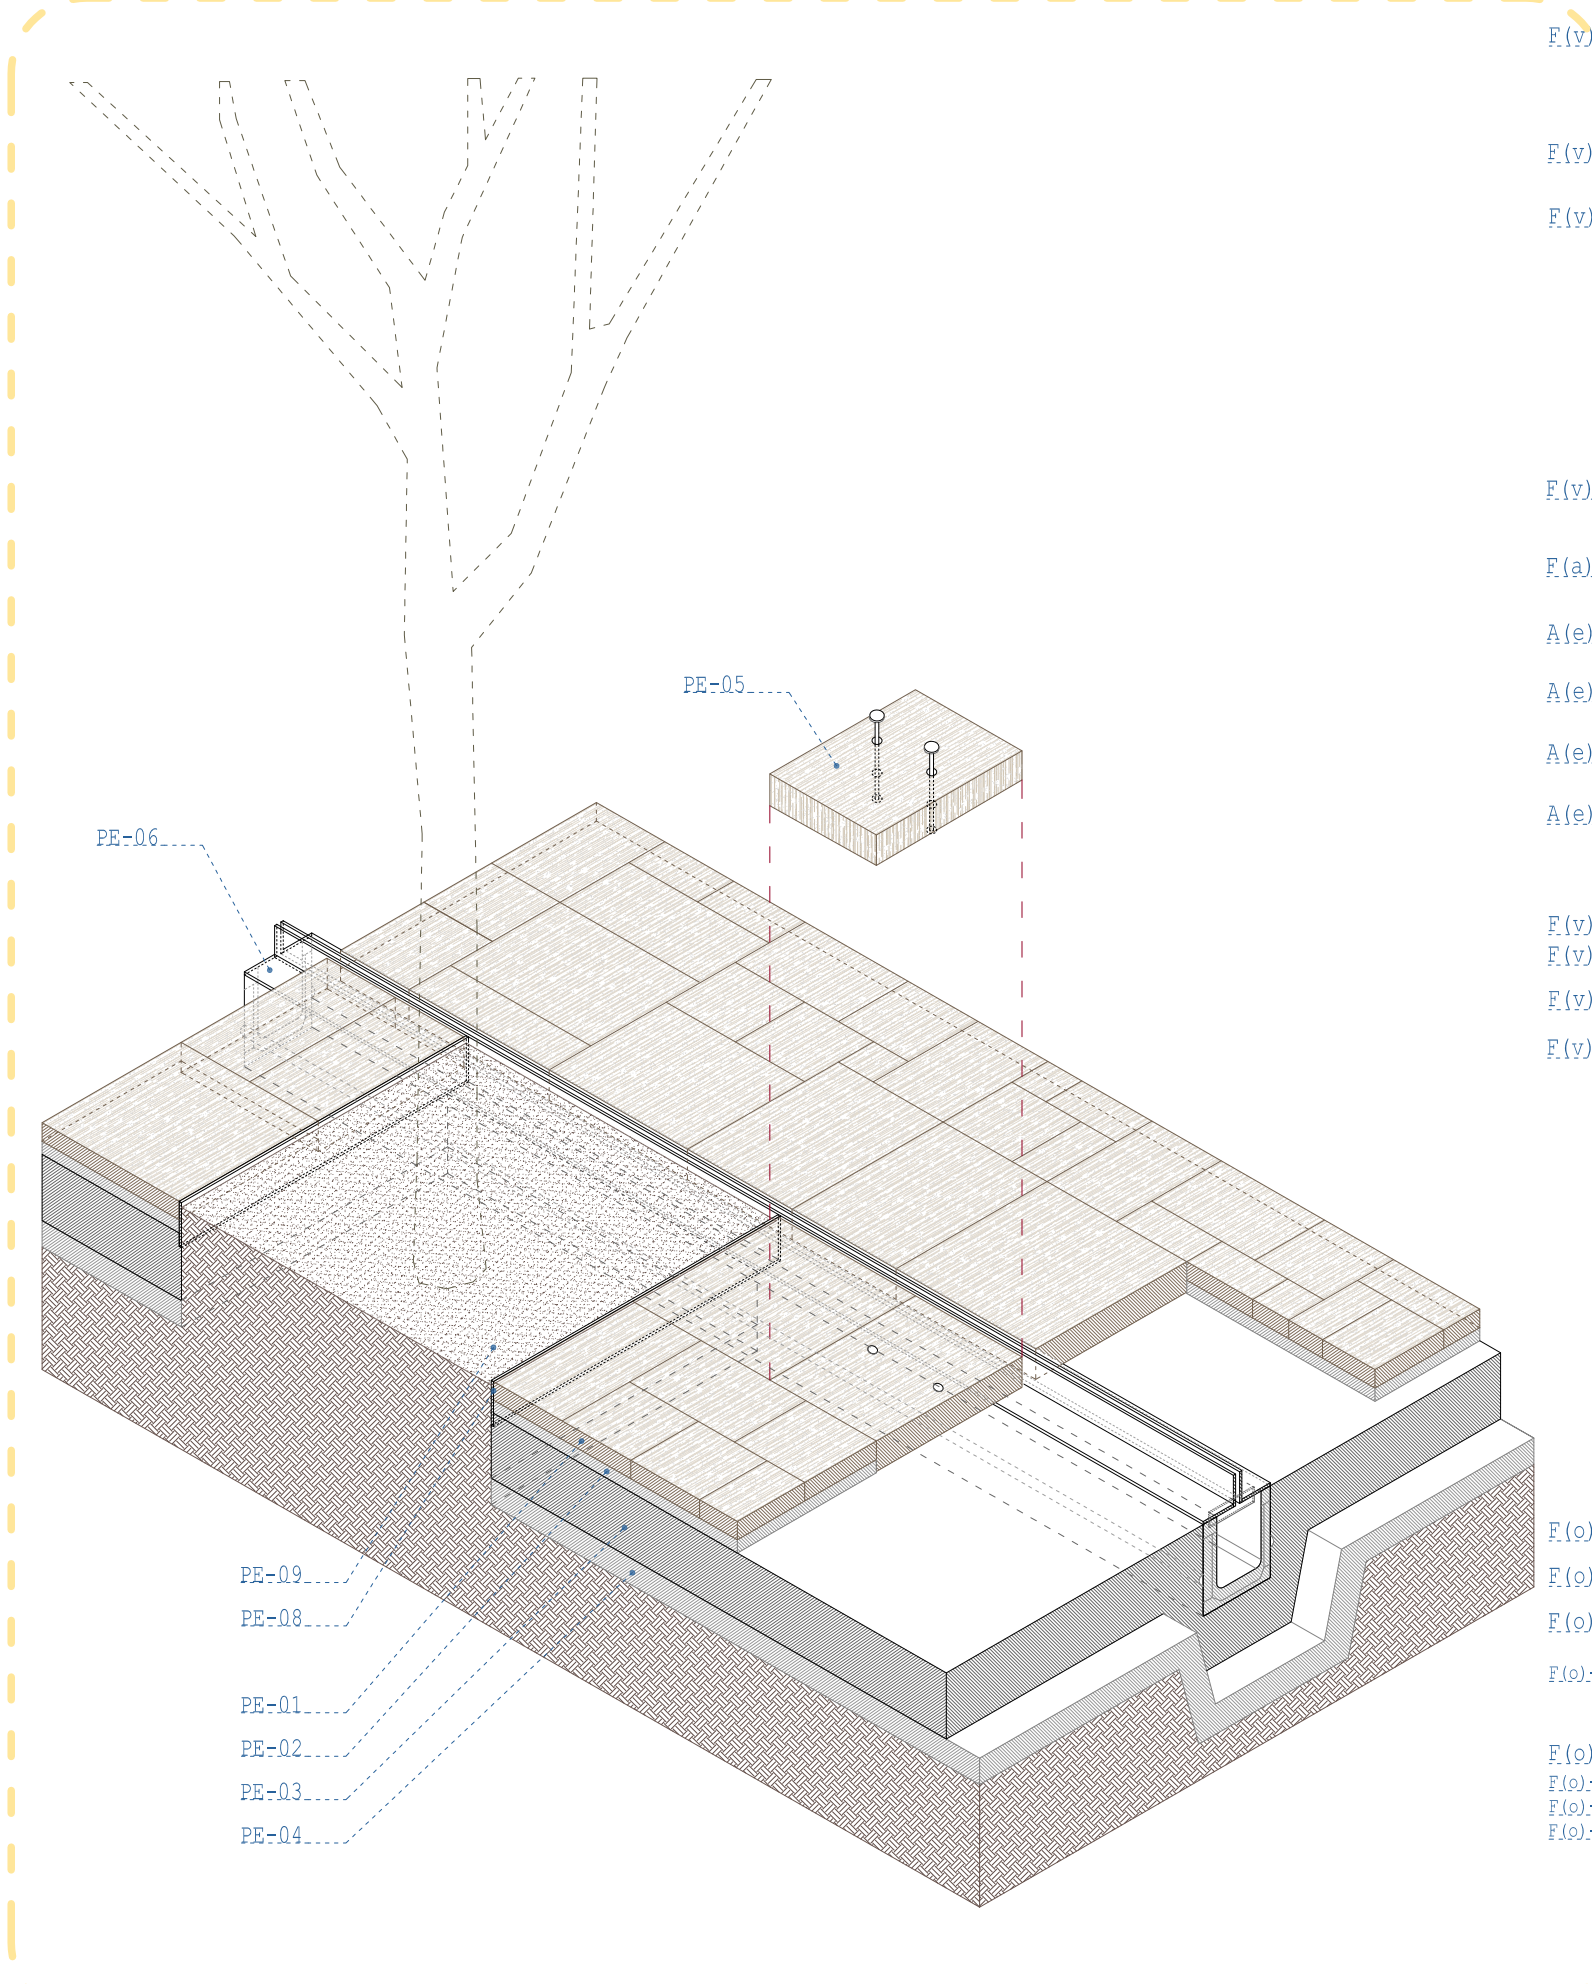 F(v)
F(v)
F(v)
F(v)
F(a)
A(e)
PE-05
A(e)
A(e)
A(e)
PE-06
F(v)
F(v)
F(v)
F(v)
F(o)
PE-09
F(o)
PE-08
F(o)
F(o)-
PE-01
PE-02
F(o)
PE-03
F(o)-
F(o)-
PE-04
F(o)-